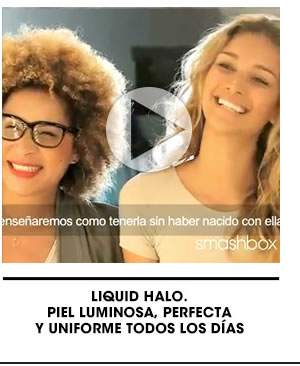 enseñaremos como tenerla sin haber nacido con ella
smashbox
LIQUID HALO.
PIEL LUMINOSA, PERFECTA
Y UNIFORME TODOS LOS DÍAS